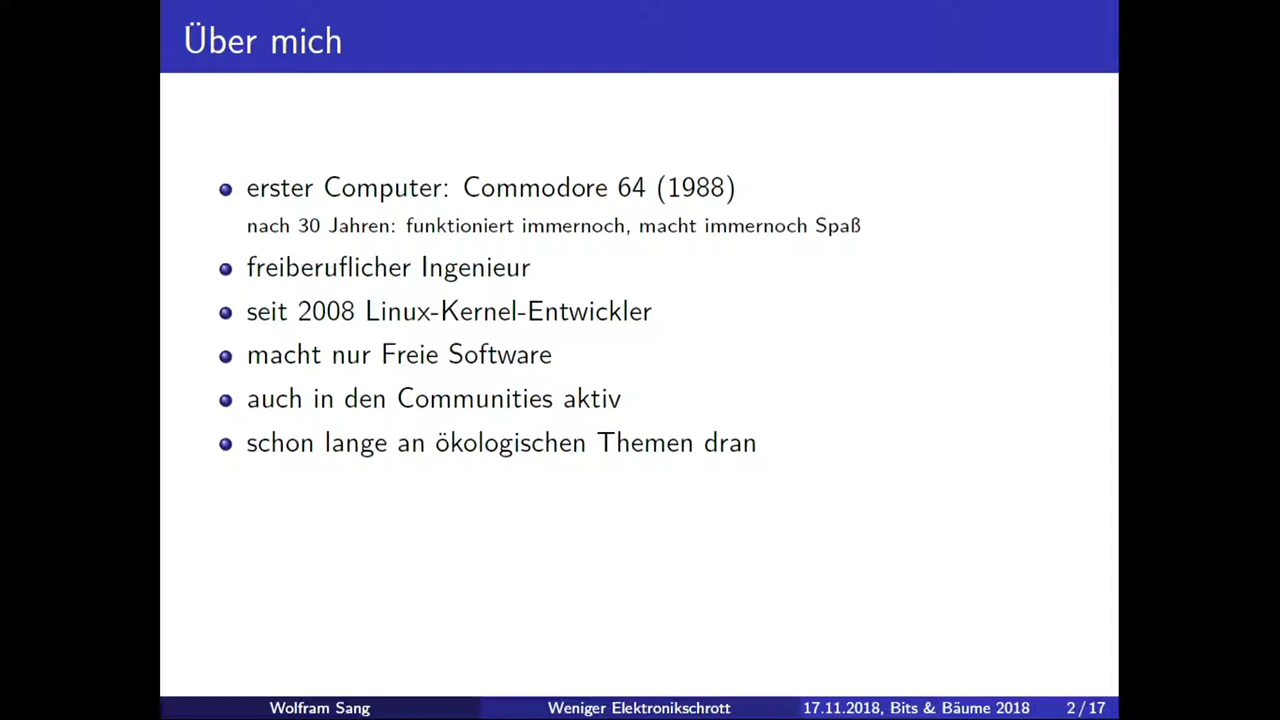 Über mich
erster Computer: Commodore 64 (1988)
nach 30 Jahren: funktioniert immernoch, macht immernoch Spaß
freiberuflicher Ingenieur
seit 2008 Linux-Kernel-Entwickler
macht nur Freie Software
auch in den Communities aktiv
schon lange an ökologischen Themen dran
Wolfram Sang Weniger Elektronikschrott 17.11.2018, Bits & Bäume 2018 2 / 17